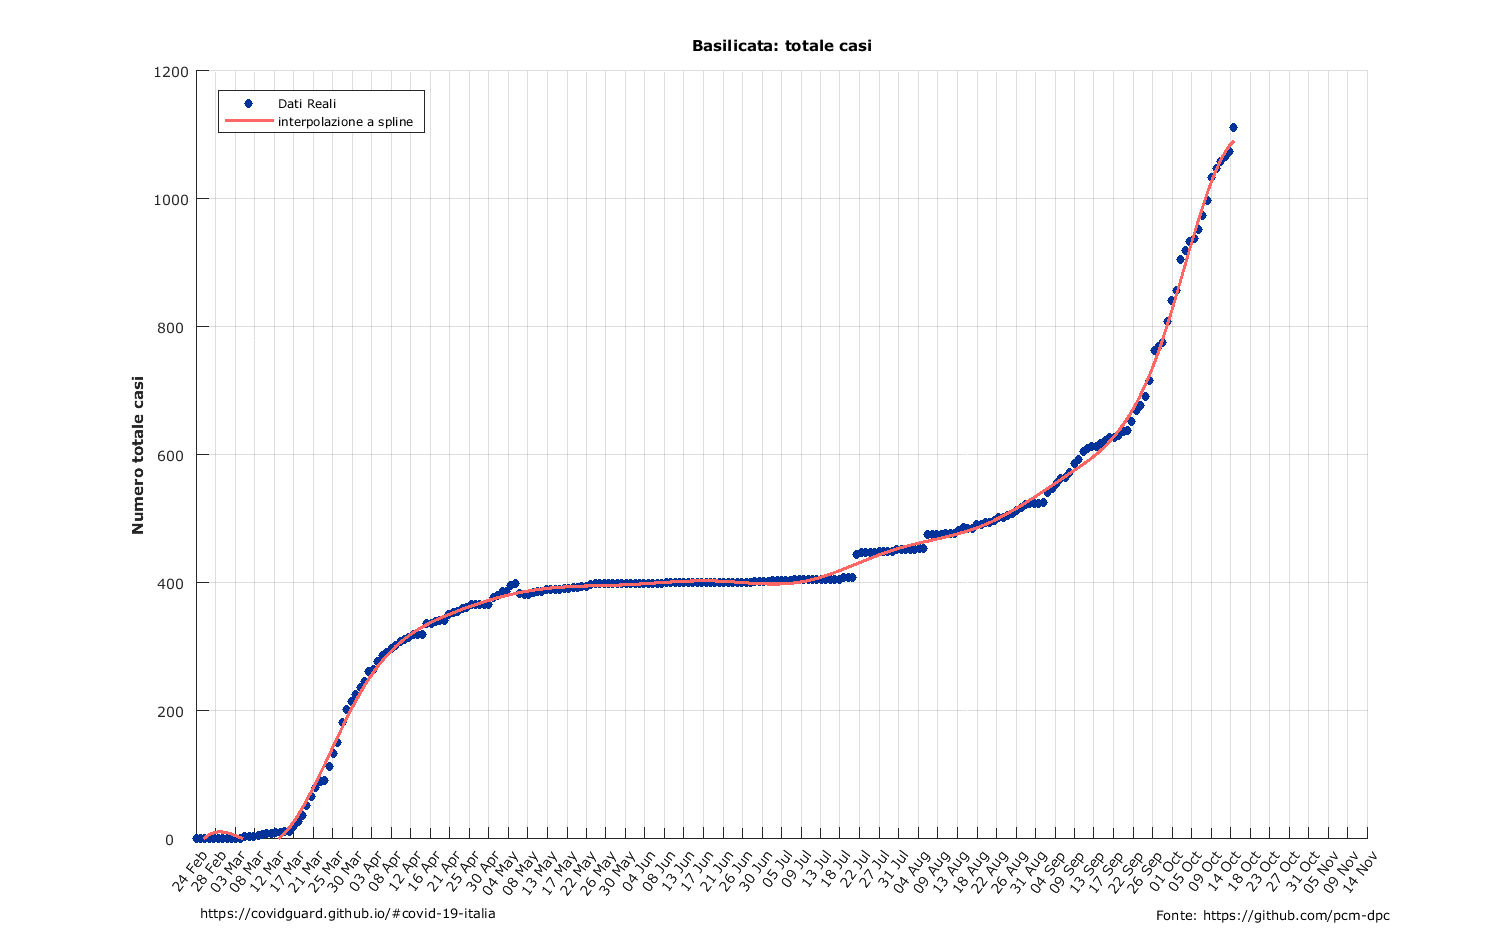 Basilicata: totale casi
Dati Reali
interpolazione a spline
Numero totale casi
1200
1000
800
600
400
200
0
24 Feb
28 Feb
03 Mar
08 Mar
12 Mar
17 Mar
21 Mar
25 Mar
30 Mar
03 Apr
08 Apr
12 Apr
16 Apr
21 Apr
25 Apr
30 Apr
04 May
08 May
13 May
17 May
22 May
26 May
30 May
04 Jun
08 Jun
13 Jun
17 Jun
21 Jun
26 Jun
30 Jun
05 Jul
09 Jul
13 Jul
18 Jul
22 Jul
27 Jul
31 Jul
04 Aug
09 Aug
13 Aug
18 Aug
22 Aug
26 Aug
31 Aug
04 Sep
09 Sep
13 Sep
17 Sep
22 Sep
26 Sep
01 Oct
05 Oct
09 Oct
14 Oct
18 Oct
23 Oct
27 Oct
31 Oct
05 Nov
09 Nov
14 Nov
https://covidguard.github.io/#covid-19-italia
Fonte: https://github.com/pcm-dpc